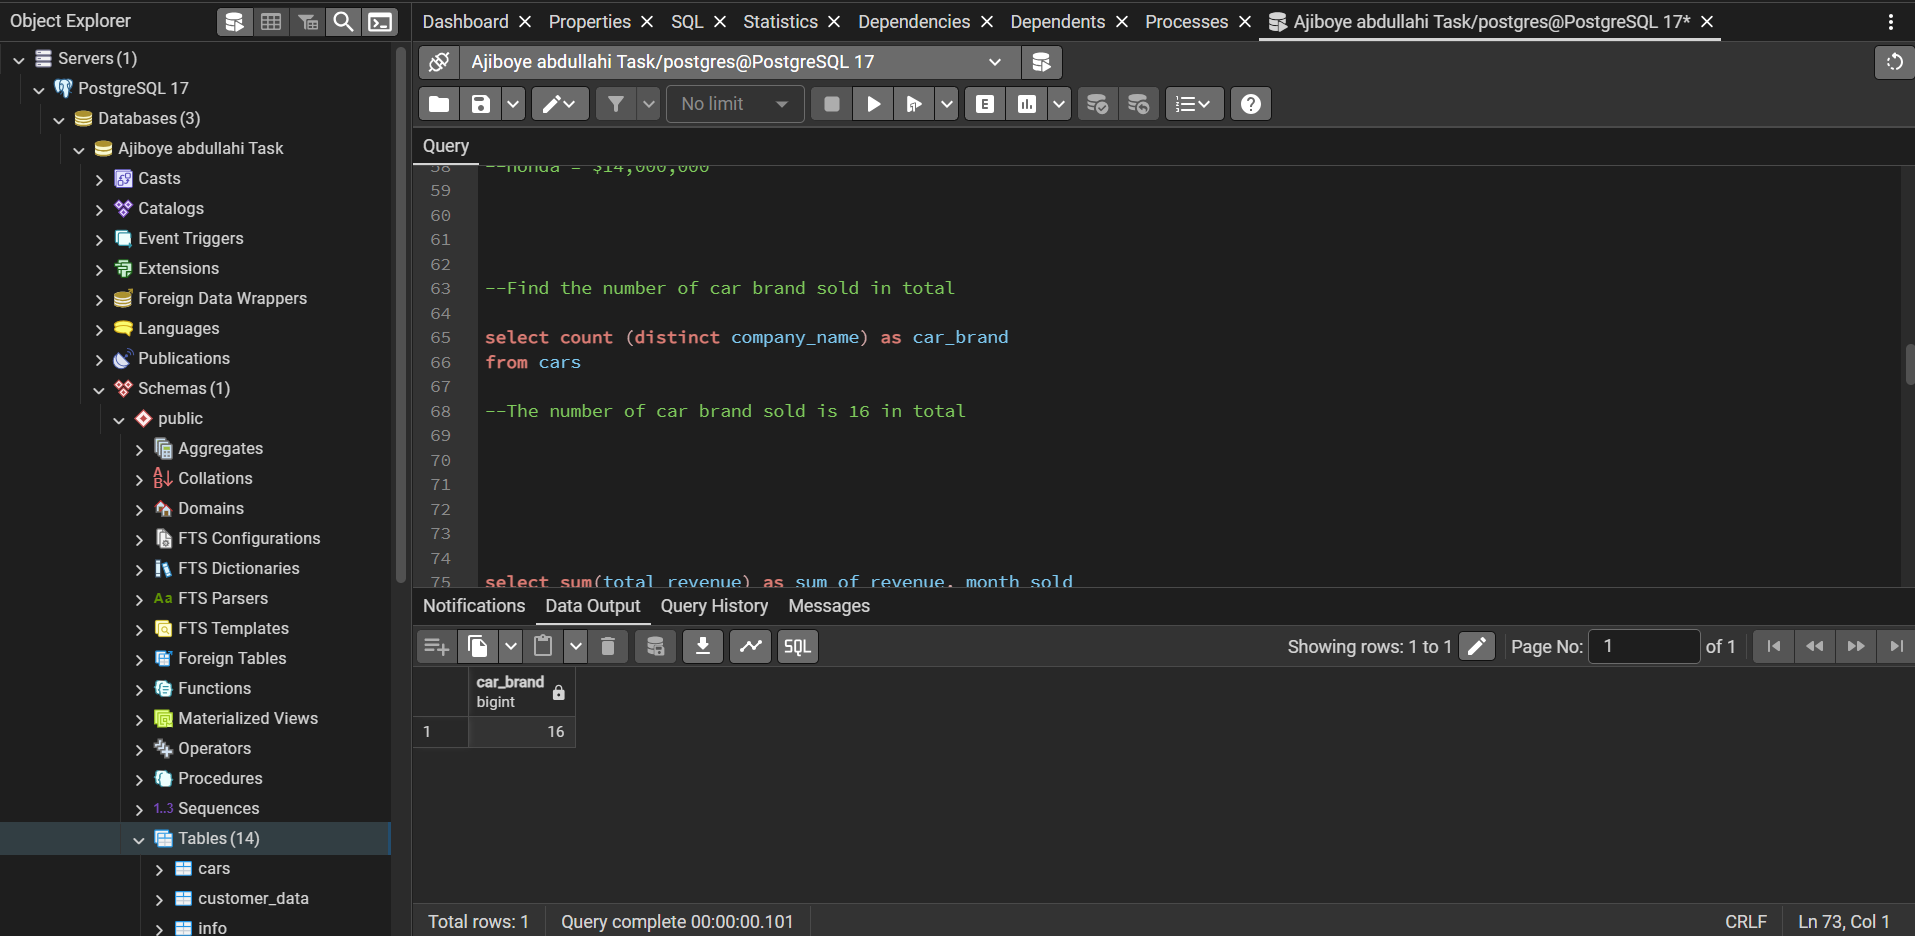 Object Explorer
Servers (1)
PostgreSQL 17
Databases (3)
Ajiboye abdullahi Task
Casts
Catalogs
Event Triggers
Extensions
Foreign Data Wrappers
Languages
Publications
Schemas (1)
public
Aggregates
Collations
Domains
FTS Configurations
FTS Dictionaries
Aa FTS Parsers
FTS Templates
Foreign Tables
Functions
Materialized Views
Operators
Procedures
1..3 Sequences
Tables (14)
cars
customer_data
info
Dashboard Properties SQL Statistics Dependencies Dependents Processes Ajiboye abdullahi Task/postgres@PostgreSQL 17*
Ajiboye abdullahi Task/postgres@PostgreSQL 17
No limit E
Query
58 --Honda = $14,000,000
59
60
61
62
63 --Find the number of car brand sold in total
64
65 select count (distinct company_name) as car_brand
66 from cars
67
68 --The number of car brand sold is 16 in total
69
70
71
72
73
74
75 select sum(total_revenue) as sum_of_revenue, month_sold
Notifications Data Output Query History Messages
SQL Showing rows: 1 to 1 Page No: 1 of 1
car_brand
bigint
1 16
Total rows: 1 Query complete 00:00:00.101 CRLF Ln 73, Col 1